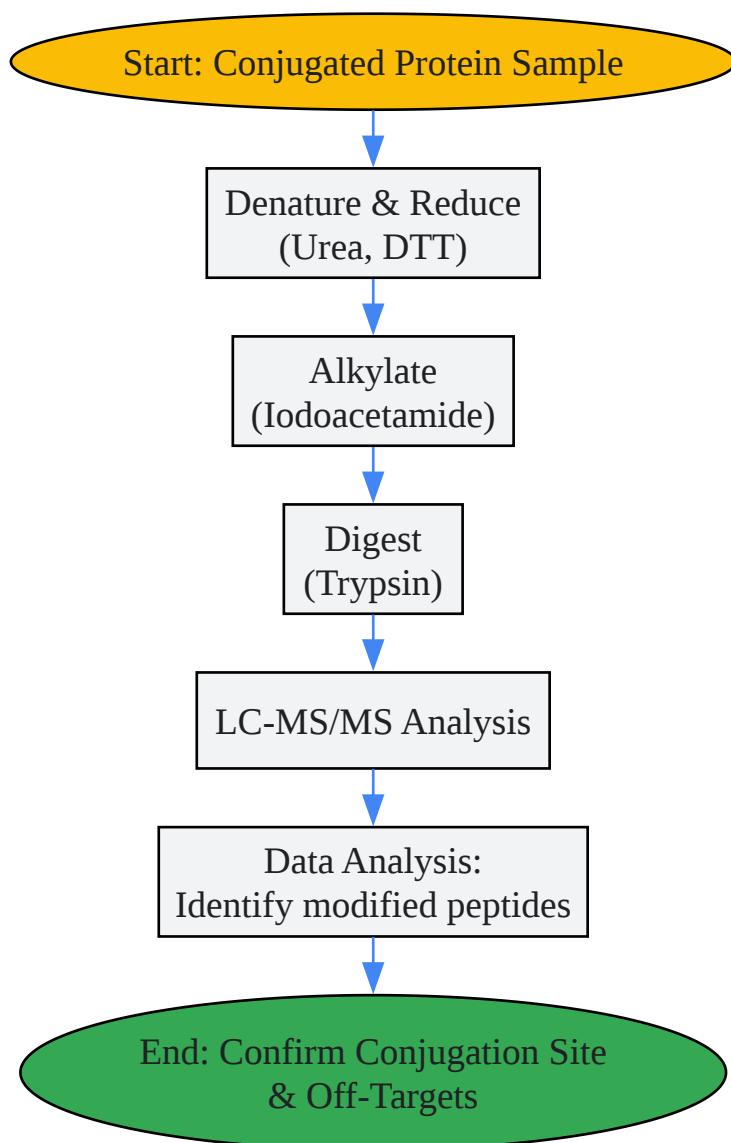 Start: Conjugated Protein Sample
Denature & Reduce
(Urea, DTT)
Alkylate
(Iodoacetamide)
Digest
(Trypsin)
LC-MS/MS Analysis
Data Analysis:
Identify modified peptides
End: Confirm Conjugation Site
& Off-Targets